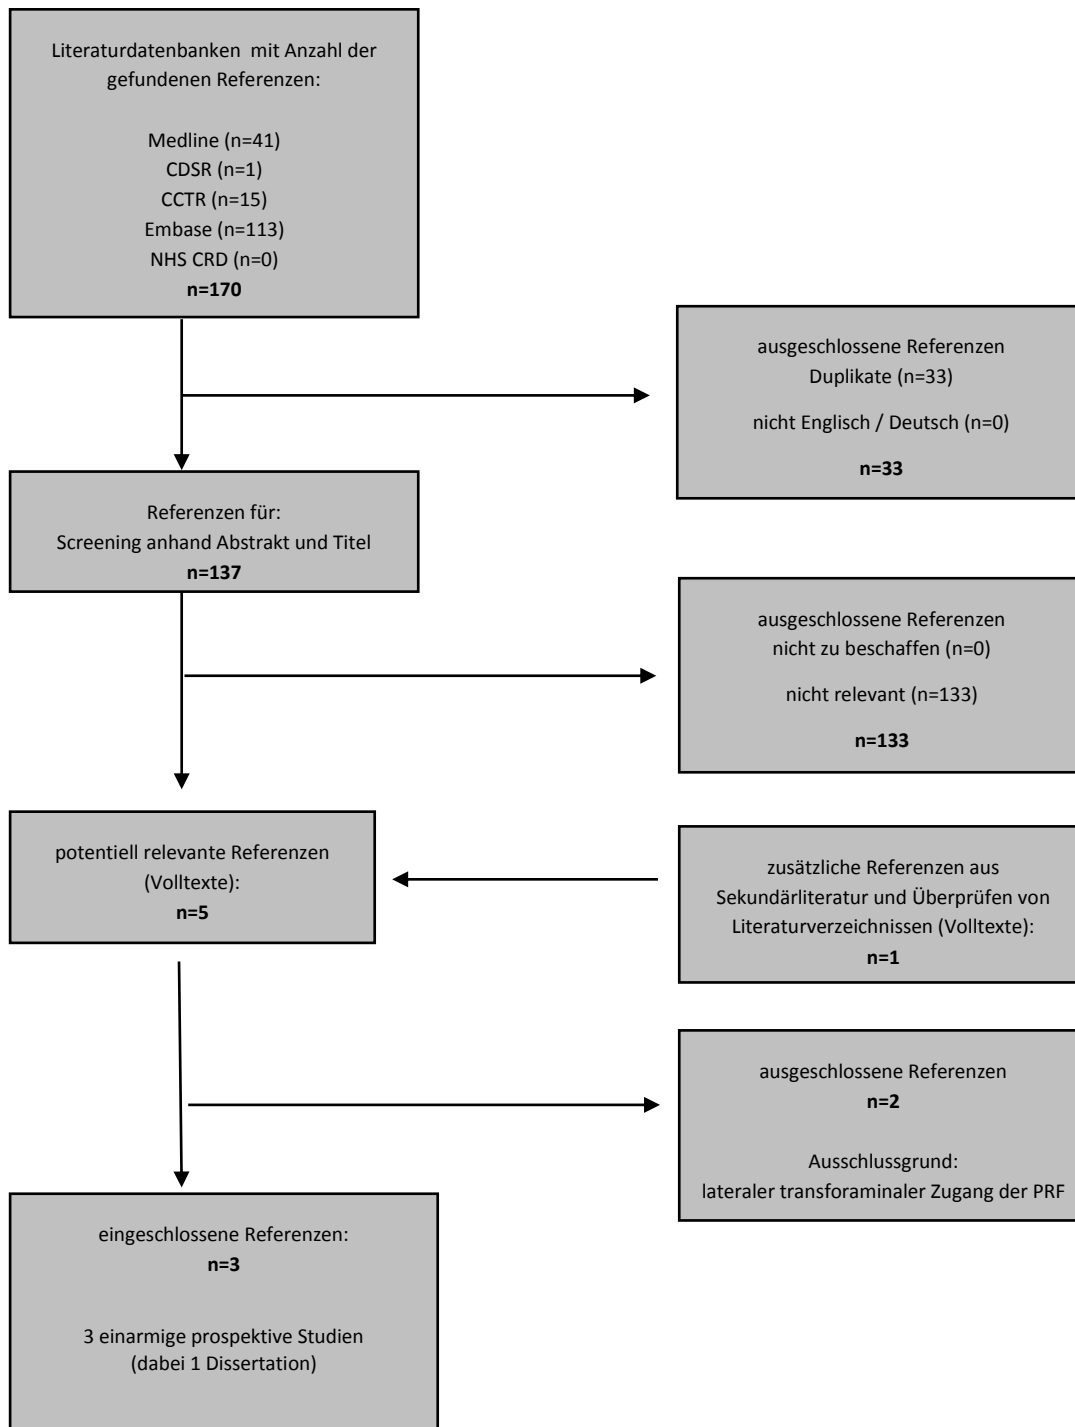 Literaturdatenbanken mit Anzahl der
gefundenen Referenzen:
Medline (n=41)
CDSR (n=1)
CCTR (n=15)
Embase (n=113)
NHS CRD (n=0)
n=170
ausgeschlossene Referenzen
Duplikate (n=33)
nicht Englisch / Deutsch (n=0)
n=33
Referenzen für:
Screening anhand Abstrakt und Titel
n=137
ausgeschlossene Referenzen
nicht zu beschaffen (n=0)
nicht relevant (n=133)
n=133
potentiell relevante Referenzen
(Volltexte):
n=5
zusätzliche Referenzen aus
Sekundärliteratur und Überprüfen von
Literaturverzeichnissen (Volltexte):
n=1
ausgeschlossene Referenzen
n=2
Ausschlussgrund:
lateraler transforaminaler Zugang der PRF
eingeschlossene Referenzen:
n=3
3 einarmige prospektive Studien
(dabei 1 Dissertation)